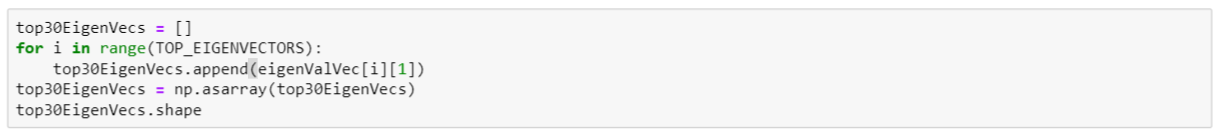 top30EigenVecs = []
for i in range(TOP_EIGENVECTORS):
    top30EigenVecs.append(eigenValVec[i][1])
top30EigenVecs = np.asarray(top30EigenVecs)
top30EigenVecs.shape